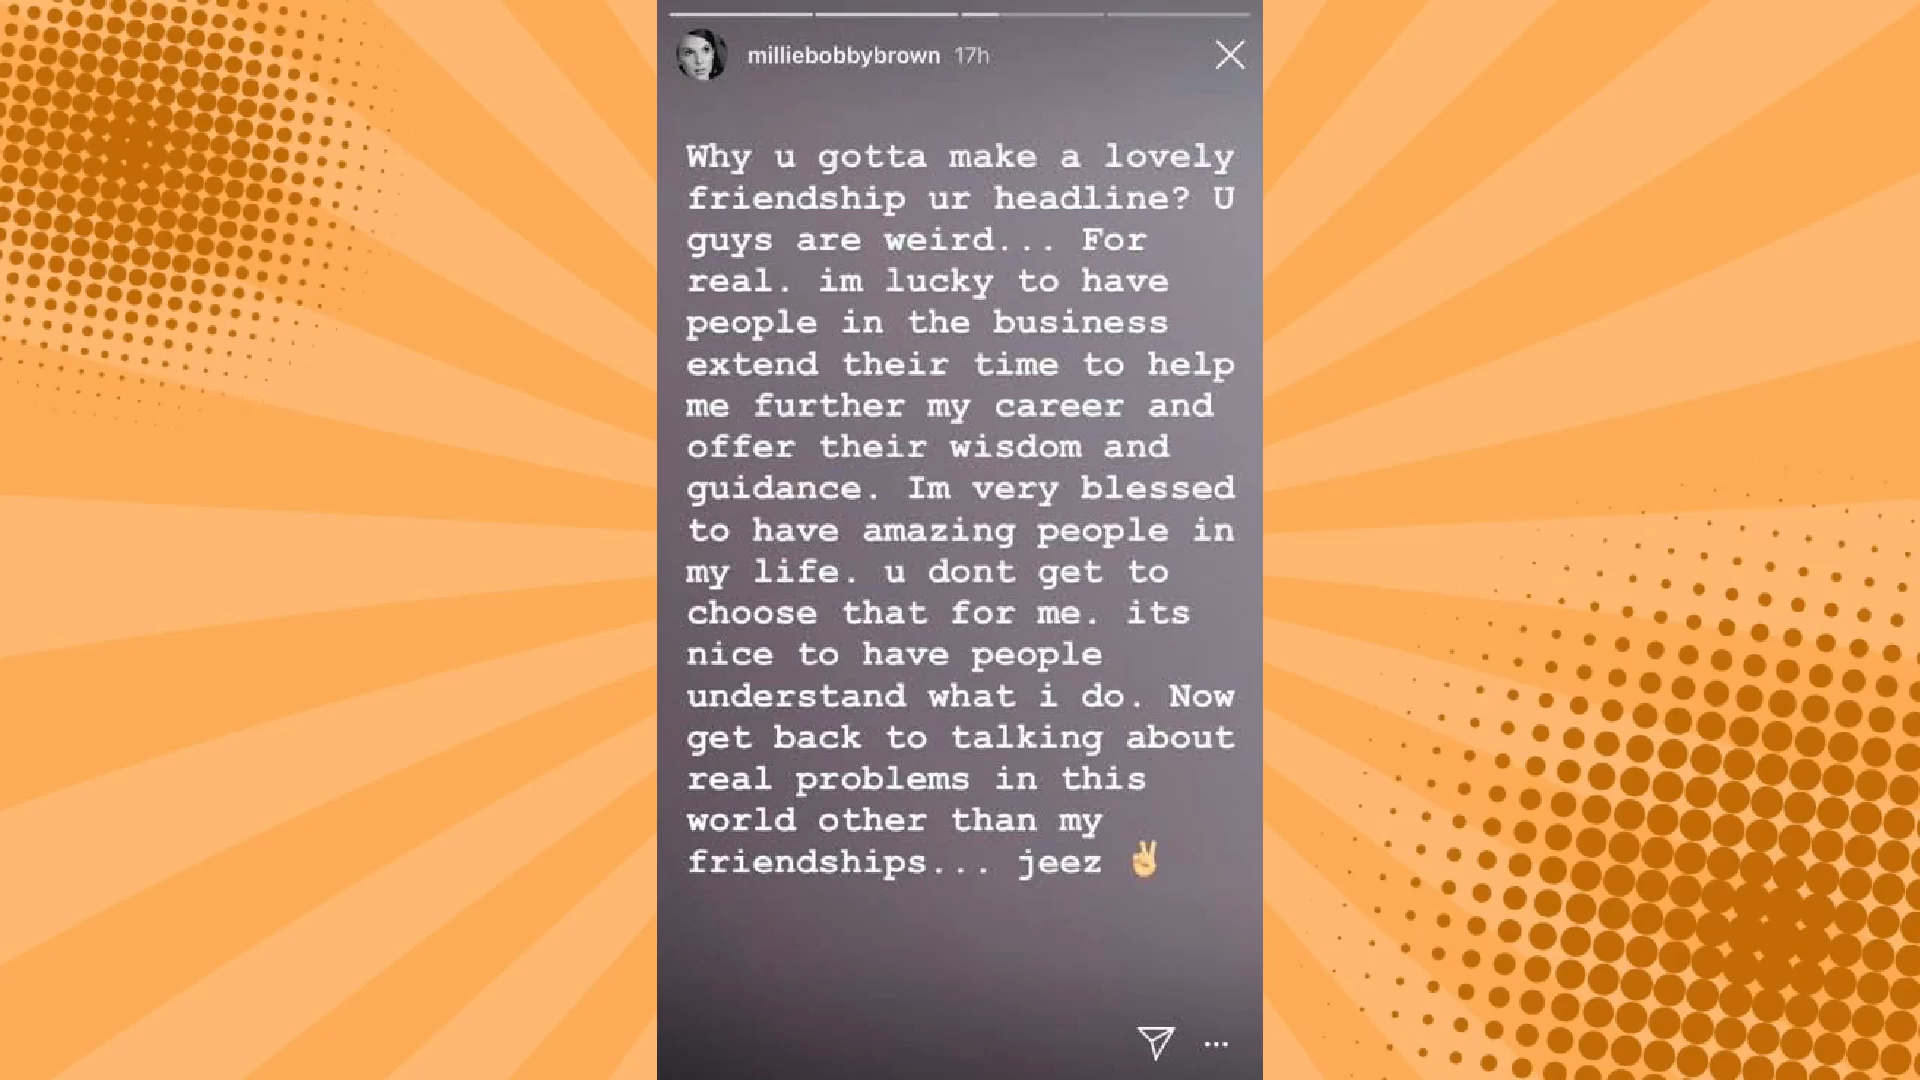 milliebobbybrown 17h
Why u gotta make a lovely
friendship ur headline? U
guys are weird... For
real. im lucky to have
people in the business
extend their time to help
me further my career and
offer their wisdom and
guidance. Im very blessed
to have amazing people in
my life. u dont get to
choose that for me. its
nice to have people
understand what i do. Now
get back to talking about
real problems in this
world other than my
friendships... jeez ✌